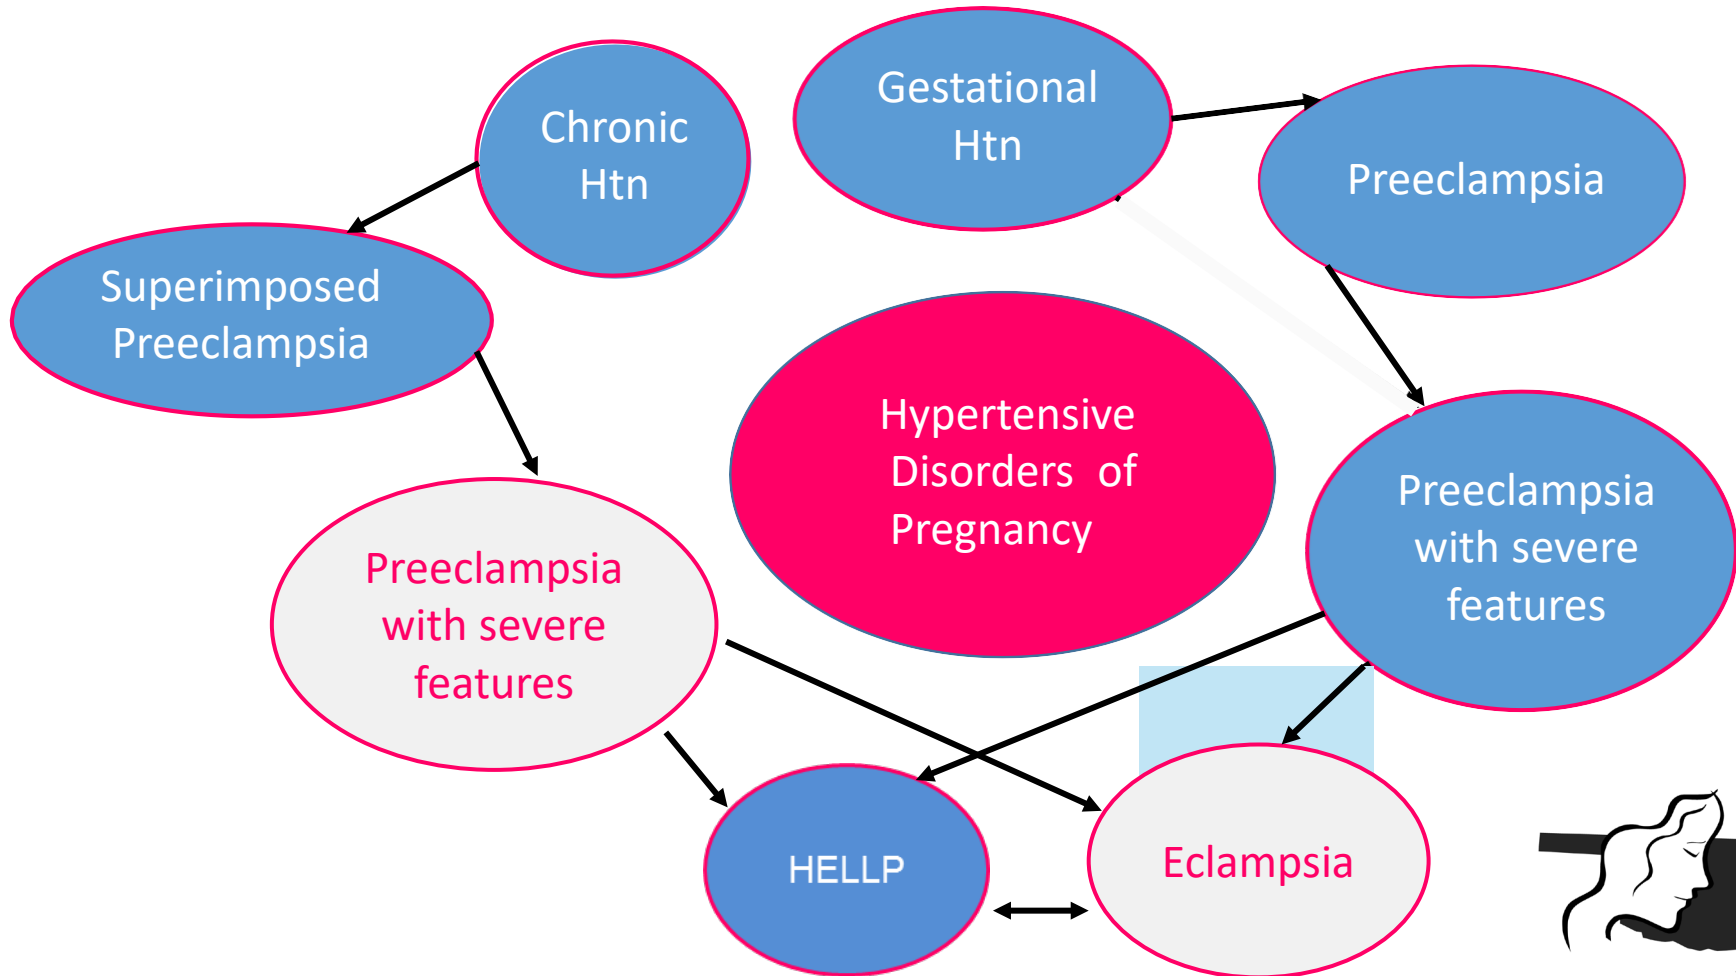 Chronic
Htn
Gestational
Htn
Preeclampsia
Superimposed
Preeclampsia
Hypertensive
Disorders of
Pregnancy
Preeclampsia
with severe
features
Preeclampsia
with severe
features
HELLP
Eclampsia